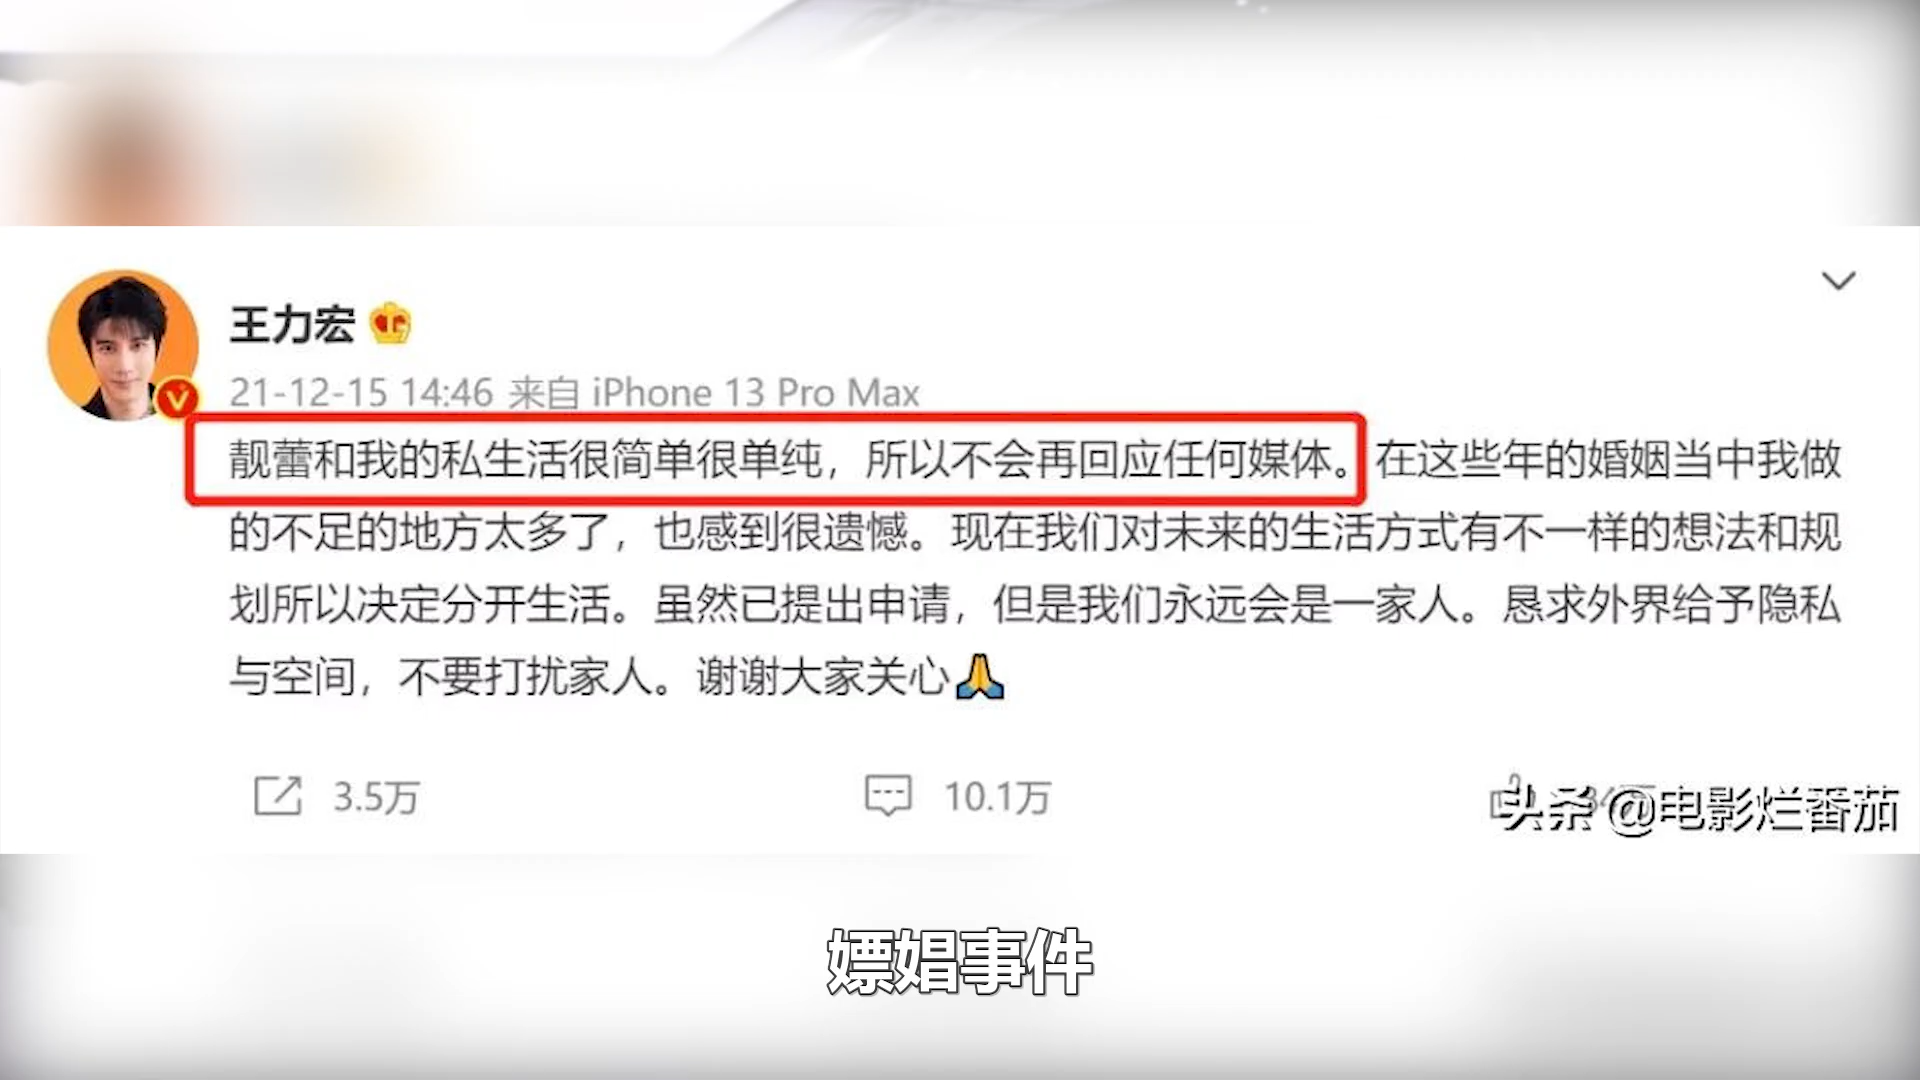 王力宏
21-12-15 14:46 来自 iPhone 13 Pro Max
靓蕾和我的私生活很简单很单纯，所以不会再回应任何媒体。在这些年的婚姻当中我做
的不足的地方太多了，也感到很遗憾。现在我们对未来的生活方式有不一样的想法和规
划所以决定分开生活。虽然已提出申请，但是我们永远会是一家人。恳求外界给予隐私
与空间，不要打扰家人。谢谢大家关心🙏
3.5万
10.1万
头条 @电影烂番茄
嫖娼事件